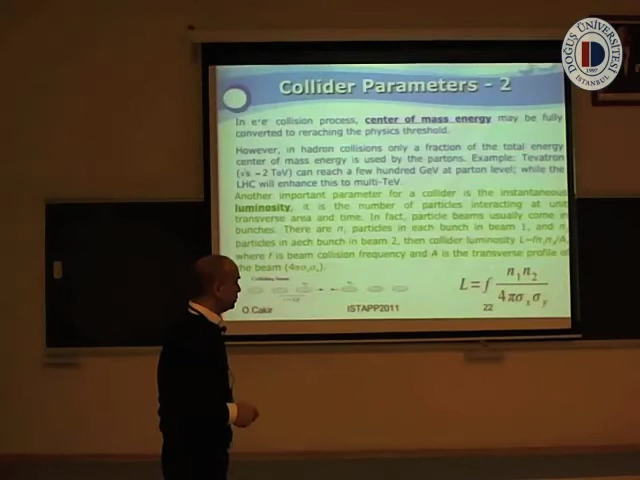 DOĞUŞ ÜNİVERSİTESİ
1997
İSTANBUL
Collider Parameters - 2
In e⁺e⁻ collision process, center of mass energy may be fully
converted to reraching the physics threshold.
However, in hadron collisions only a fraction of the total energy
center of mass energy is used by the partons. Example: Tevatron
(√s ~2 TeV) can reach a few hundred GeV at parton level; while the
LHC will enhance this to multi-TeV.
Another important parameter for a collider is the instantaneous
luminosity, it is the number of particles interacting at unit
transverse area and time. In fact, particle beams usually come in
bunches. There are n₁ particles in each bunch in beam 1, and n₂
particles in aech bunch in beam 2, then collider luminosity L~fn₁n₂/A,
where f is beam collision frequency and A is the transverse profile of
the beam (4πσₓσᵧ).
L = f n₁n₂ / 4πσₓσᵧ
O.Cakir
ISTAPP2011
22